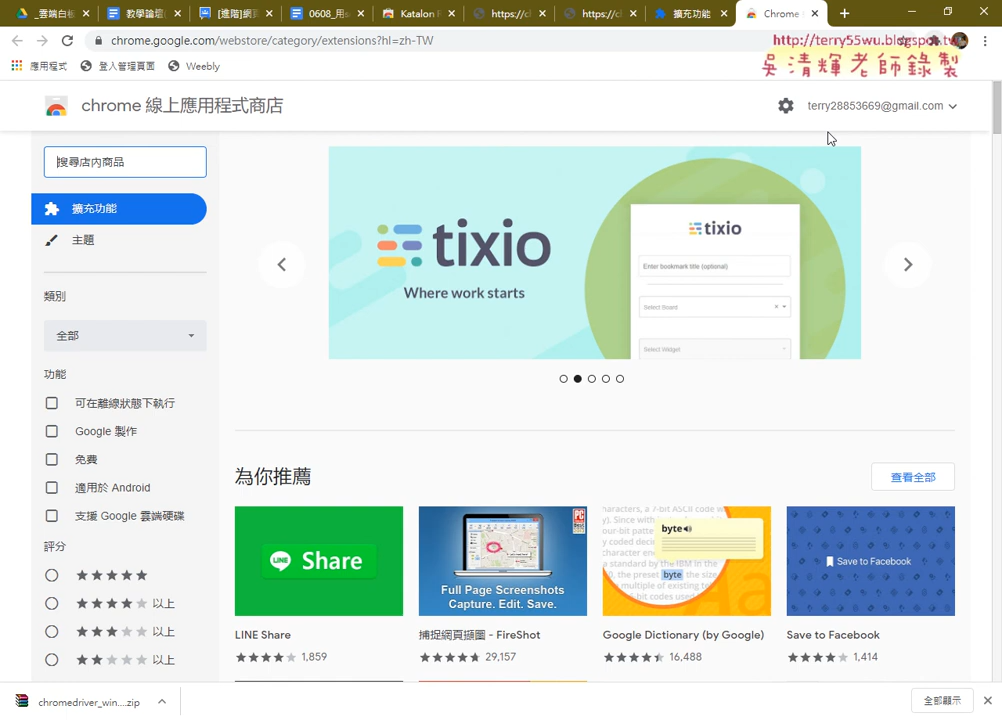 _雲端白板
教學論壇
[進階]網頁
0608_用s
Katalon R
https://cl
https://cl
擴充功能
Chrome
chrome.google.com/webstore/category/extensions?hl=zh-TW
http://terry55wu.blogspot.tw
吳清輝老師錄製
應用程式
登入管理頁面
Weebly
chrome 線上應用程式商店
terry28853669@gmail.com
搜尋店內商品
擴充功能
主題
類別
全部
功能
可在離線狀態下執行
Google 製作
免費
適用於 Android
支援 Google 雲端硬碟
評分
以上
以上
以上
tixio
Where work starts
tixio
Enter bookmark title (optional)
Select Board
Select Widget
為你推薦
查看全部
LINE Share
Full Page Screenshots
Capture. Edit. Save.
byte
byte
Save to Facebook
LINE Share
1,859
捕捉網頁擷圖 - FireShot
29,157
Google Dictionary (by Google)
16,488
Save to Facebook
1,414
chromedriver_win....zip
全部顯示